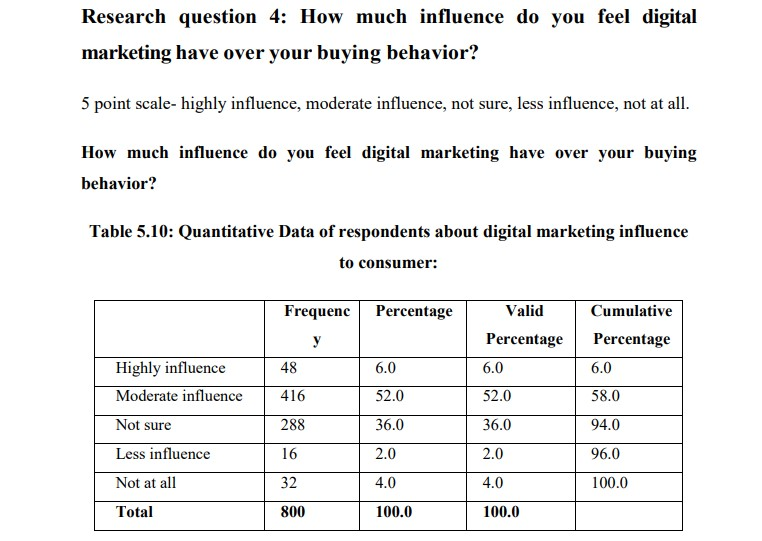 Research question 4: How much influence do you feel digital
marketing have over your buying behavior?
5 point scale- highly influence, moderate influence, not sure, less influence, not at all.
How much influence do you feel digital marketing have over your buying
behavior?
Table 5.10: Quantitative Data of respondents about digital marketing influence
to consumer:
Frequenc Percentage Valid Cumulative
y Percentage Percentage
Highly influence 48 6.0 6.0 6.0
Moderate influence 416 52.0 52.0 58.0
Not sure 288 36.0 36.0 94.0
Less influence 16 2.0 2.0 96.0
Not at all 32 4.0 4.0 100.0
Total 800 100.0 100.0